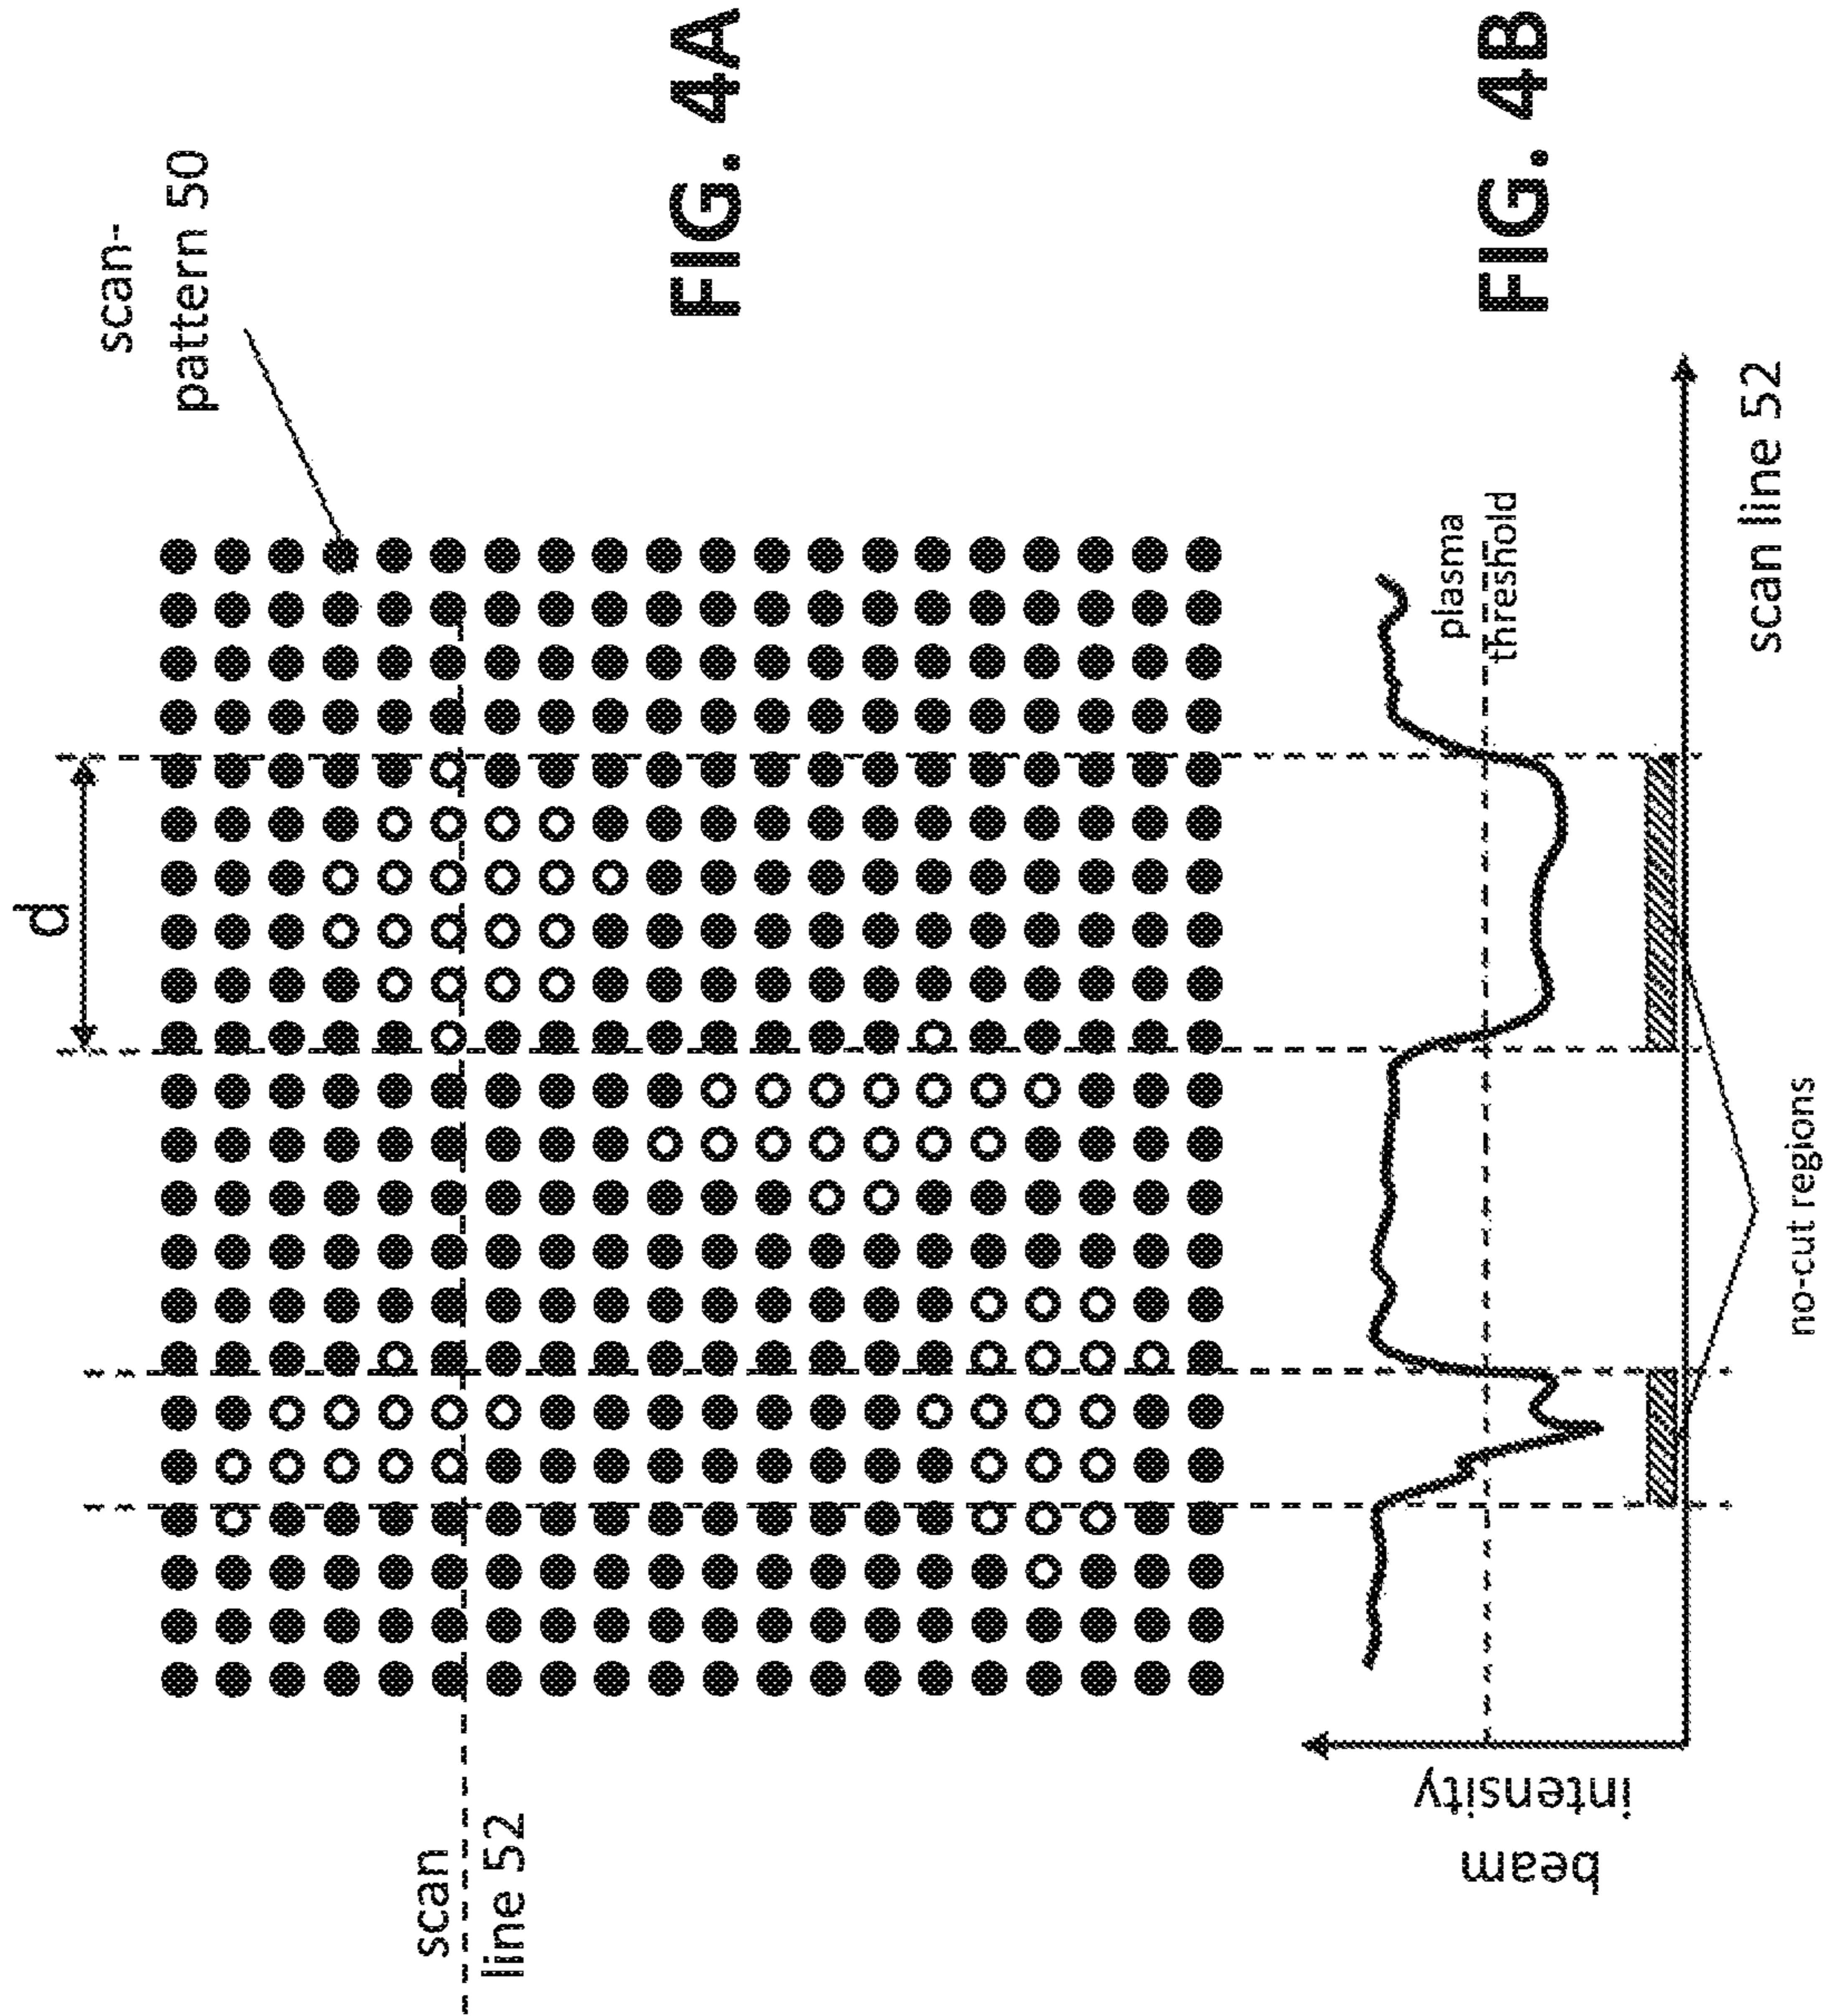 d
scan-
pattern 50
scan
line 52
FIG. 4A
beam
intensity
plasma
threshold
scan line 52
no-cut regions
FIG. 4B